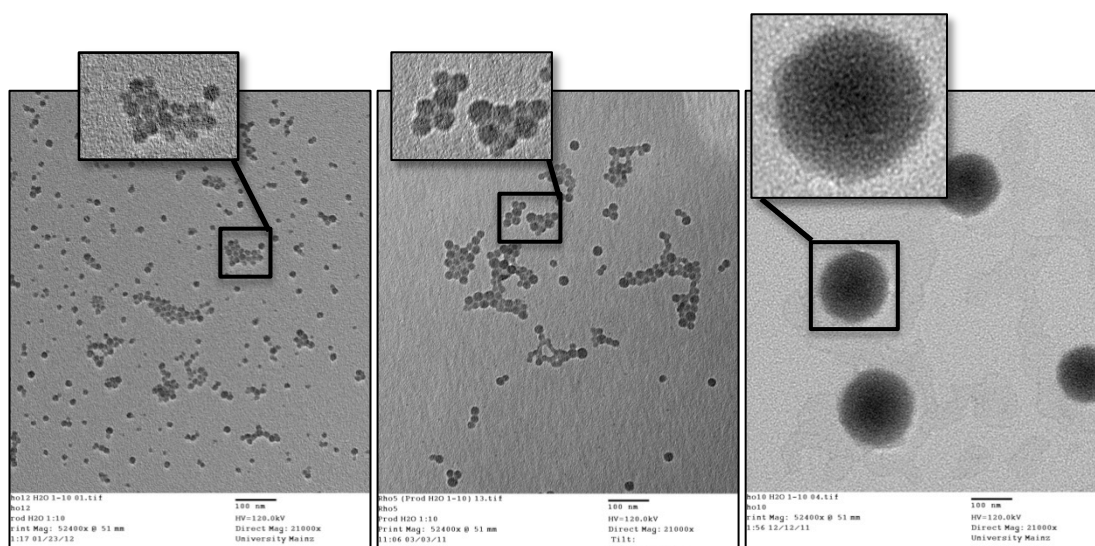 ho12 H2O 1-10 01.tif
ho12
rod H2O 1:10
rint Mag: 52400x @ 51 mm
1:17 01/23/12
100 nm
HV=120.0kV
Direct Mag: 21000x
University Mainz
Rho5 (Prod H2O 1-10) 13.tif
Rho5
Prod H2O 1:10
Print Mag: 52400x @ 51 mm
11:06 03/03/11
100 nm
HV=120.0kV
Direct Mag: 21000x
Tilt:
ho10 H2O 1-10 04.tif
ho10
rint Mag: 52400x @ 51 mm
1:56 12/12/11
100 nm
HV=120.0kV
Direct Mag: 21000x
University Mainz